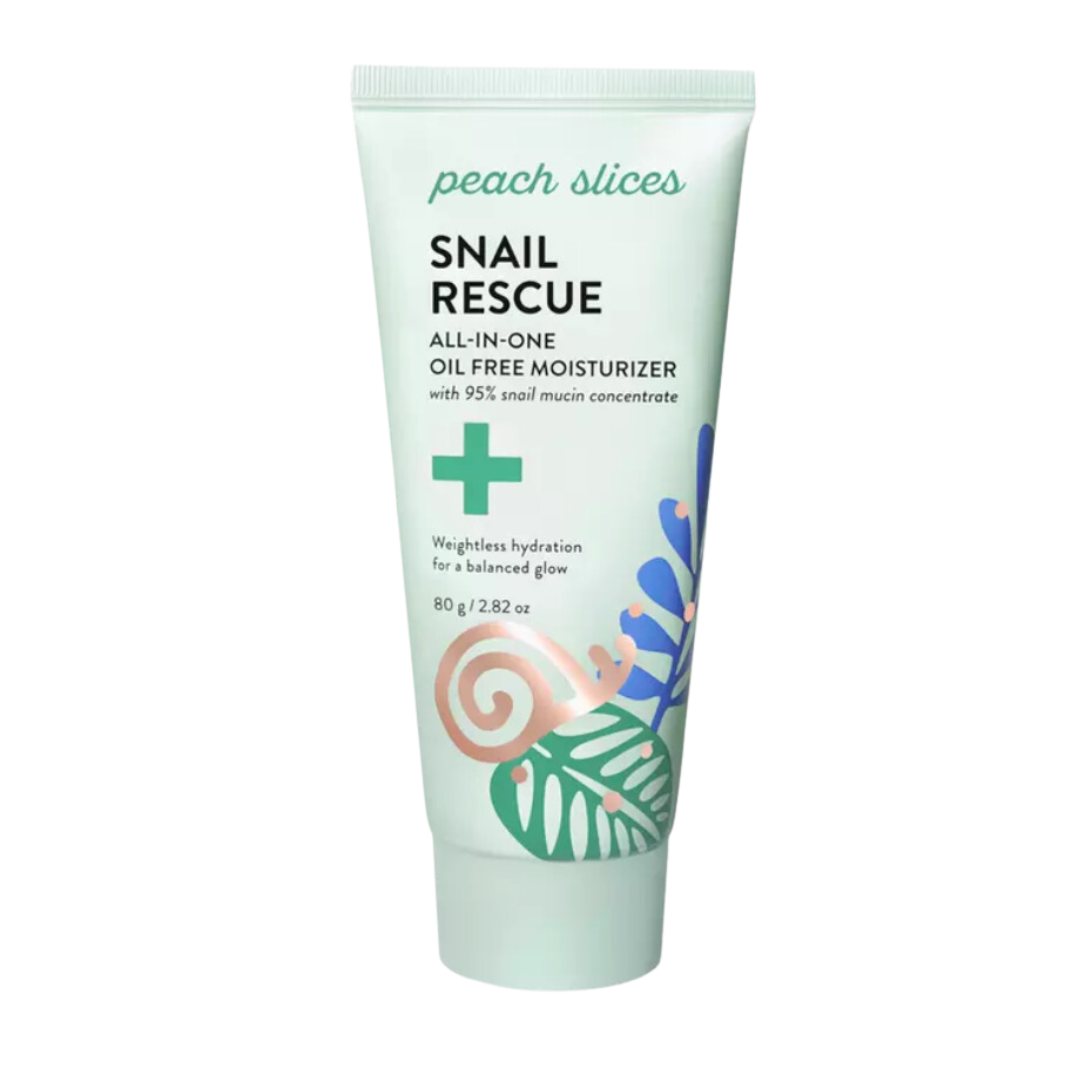 peach slices
SNAIL
RESCUE
ALL-IN-ONE
OIL FREE MOISTURIZER
with 95% snail mucin concentrate
Weightless hydration
for a balanced glow
80 g / 2.82 oz